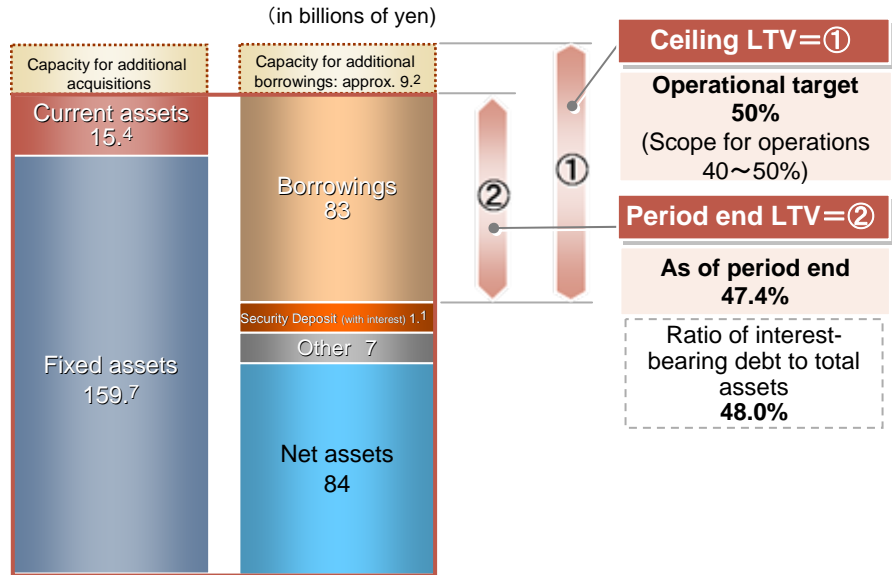 (in billions of yen)
Capacity for additional
acquisitions
Current assets
15.4
Fixed assets
159.7
Capacity for additional
borrowings: approx. 9.2
Borrowings
83
Security Deposit (with interest) 1.1
Other 7
Net assets
84
②
①
Ceiling LTV=①
Operational target
50%
(Scope for operations
40～50%)
Period end LTV=②
As of period end
47.4%
Ratio of interest-
bearing debt to total
assets
48.0%